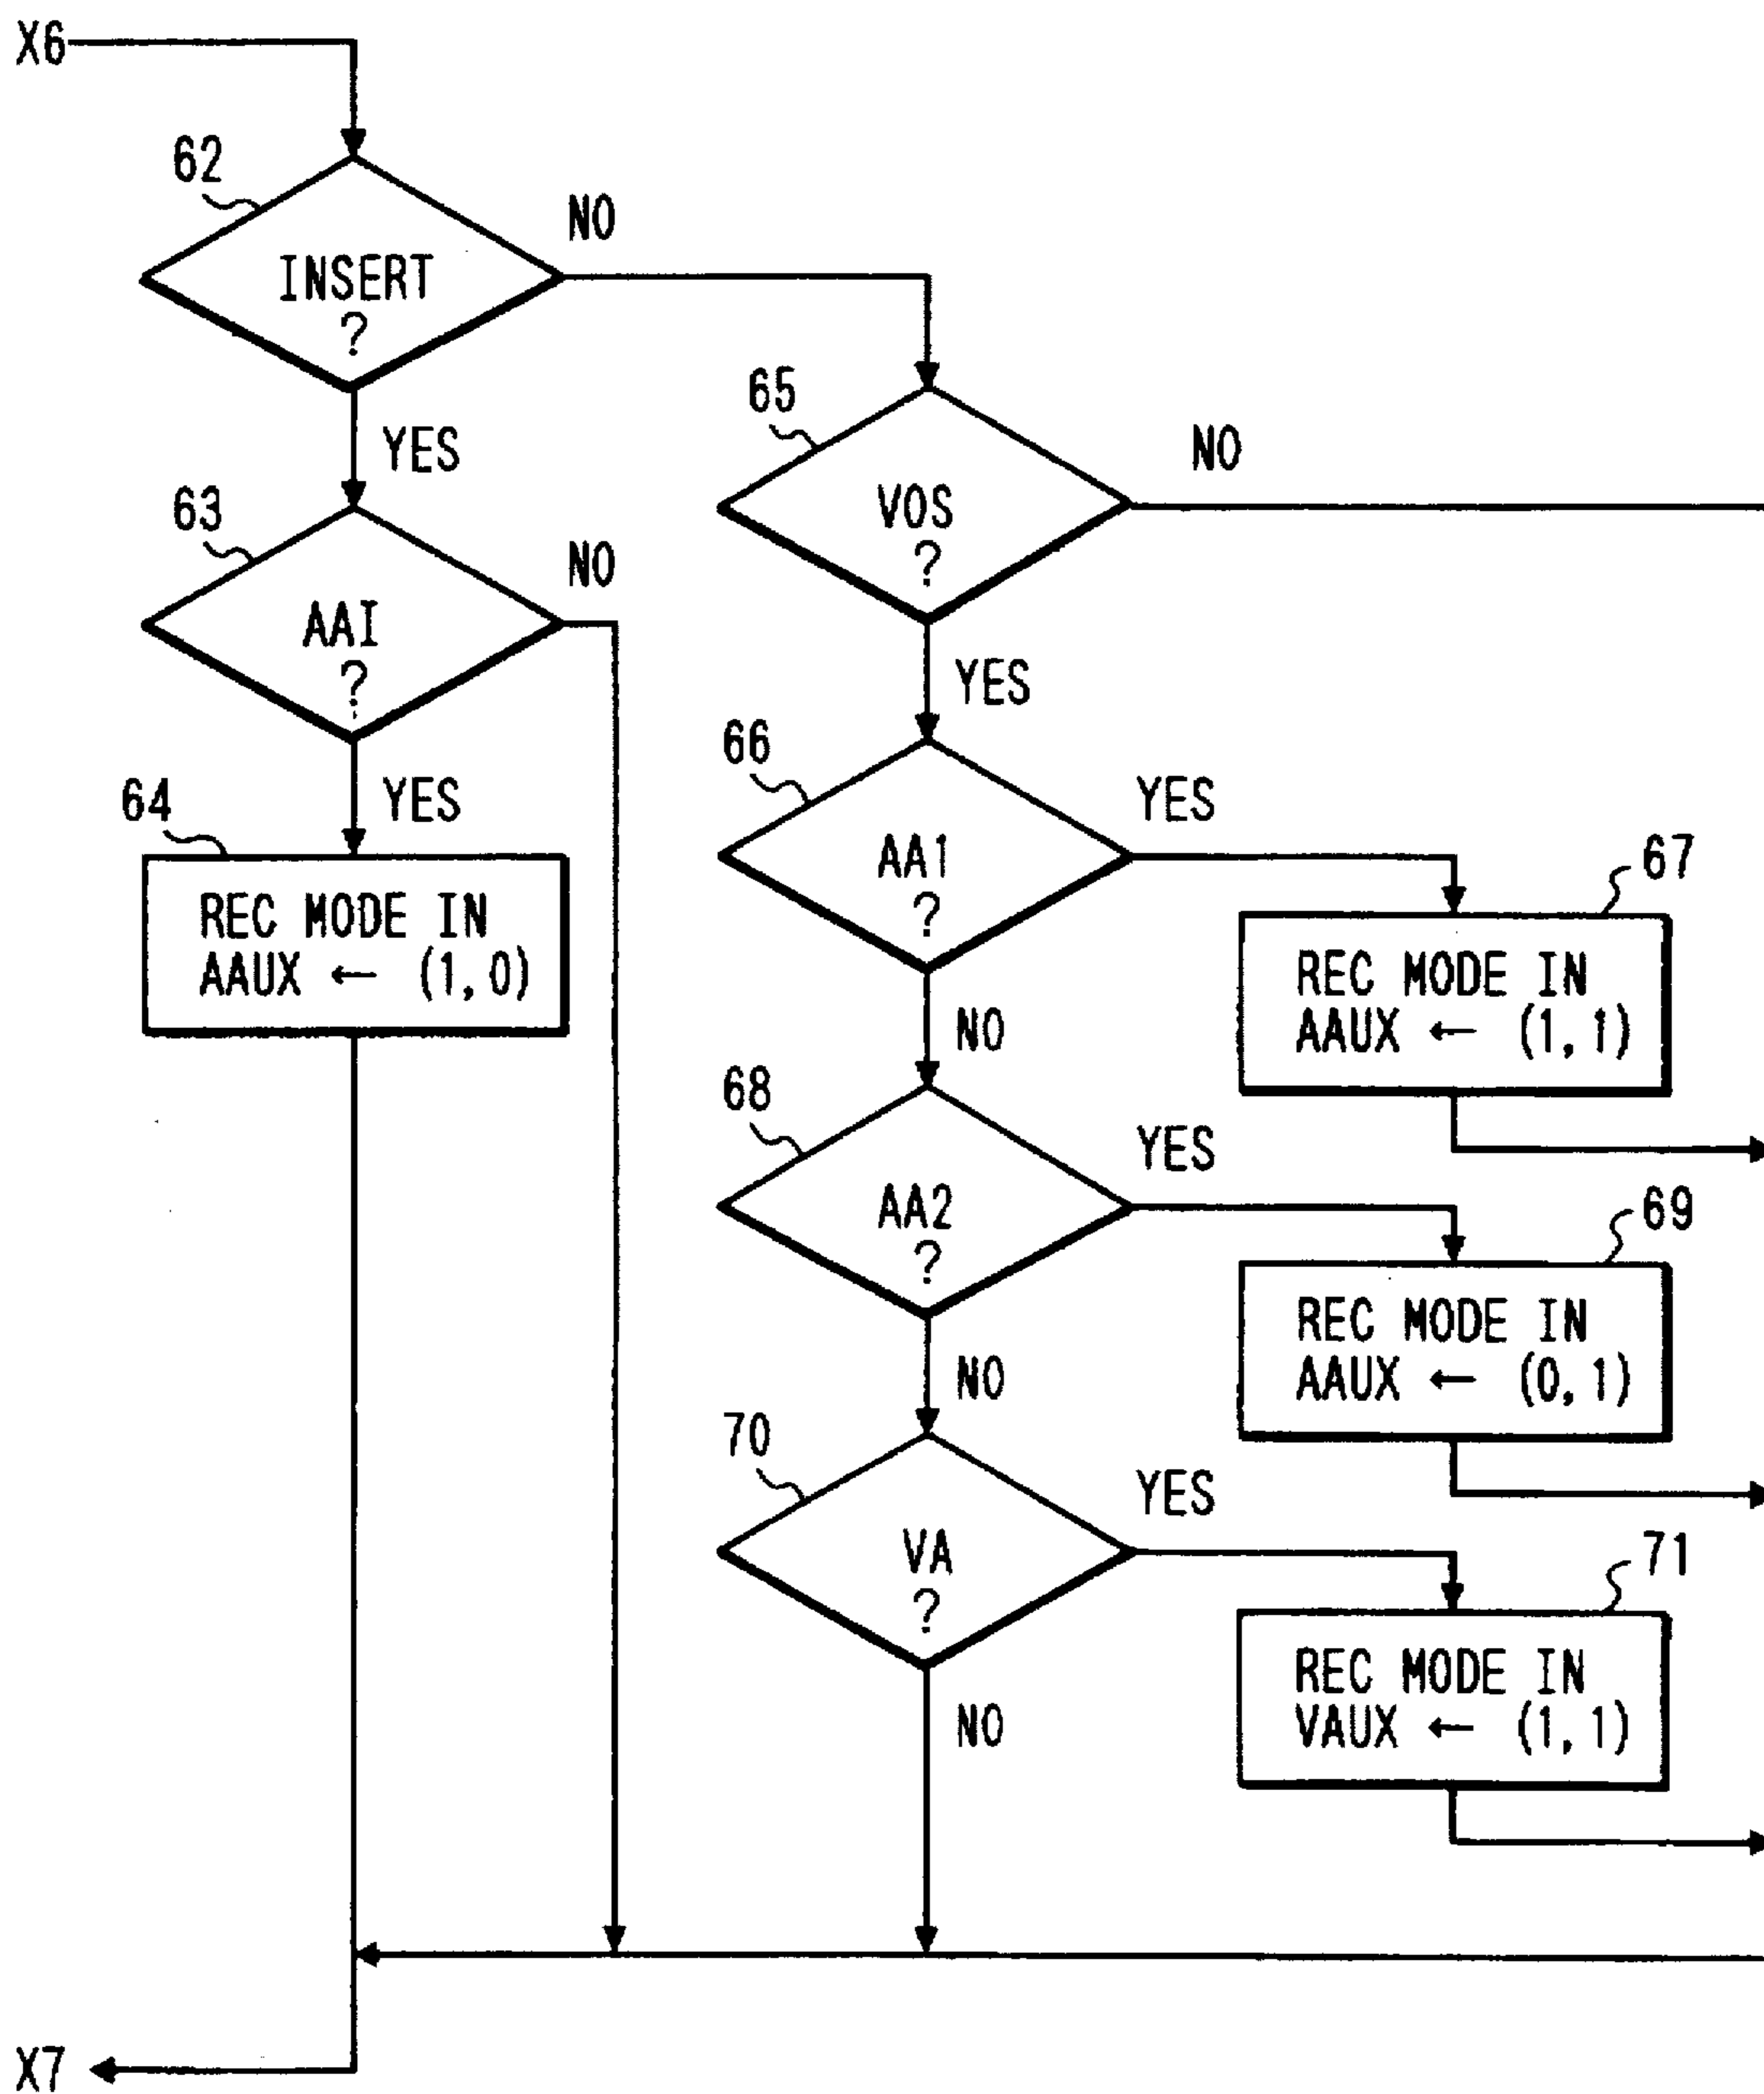 X6
62
NO
INSERT
?
YES
65
NO
VOS
?
63
NO
AAI
?
YES
YES
64
REC MODE IN
AAUX ← (1,0)
66
YES
AA1
?
67
REC MODE IN
AAUX ← (1,1)
NO
68
YES
AA2
?
69
REC MODE IN
AAUX ← (0,1)
NO
70
YES
VA
?
71
REC MODE IN
VAUX ← (1,1)
NO
X7